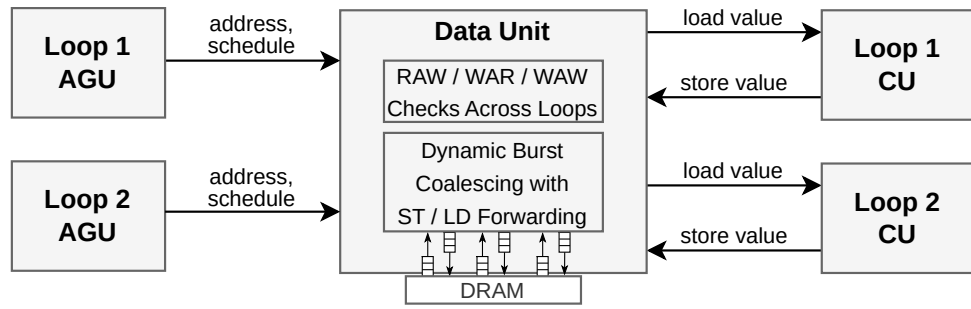 Loop 1
AGU
address,
schedule
Data Unit
RAW / WAR / WAW
Checks Across Loops
load value
store value
Loop 1
CU
Loop 2
AGU
address,
schedule
Dynamic Burst
Coalescing with
ST / LD Forwarding
load value
store value
Loop 2
CU
DRAM